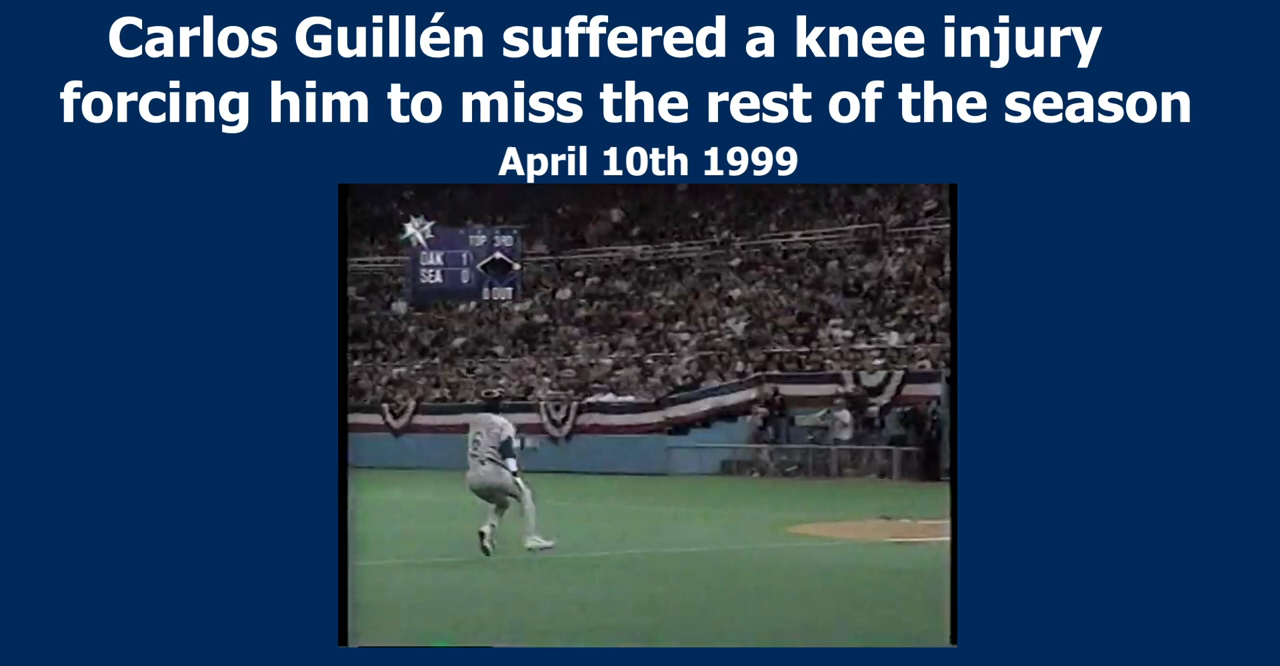 Carlos Guillén suffered a knee injury
forcing him to miss the rest of the season
April 10th 1999
TOP 3RD
OAK 1
SEA 0
0 OUT